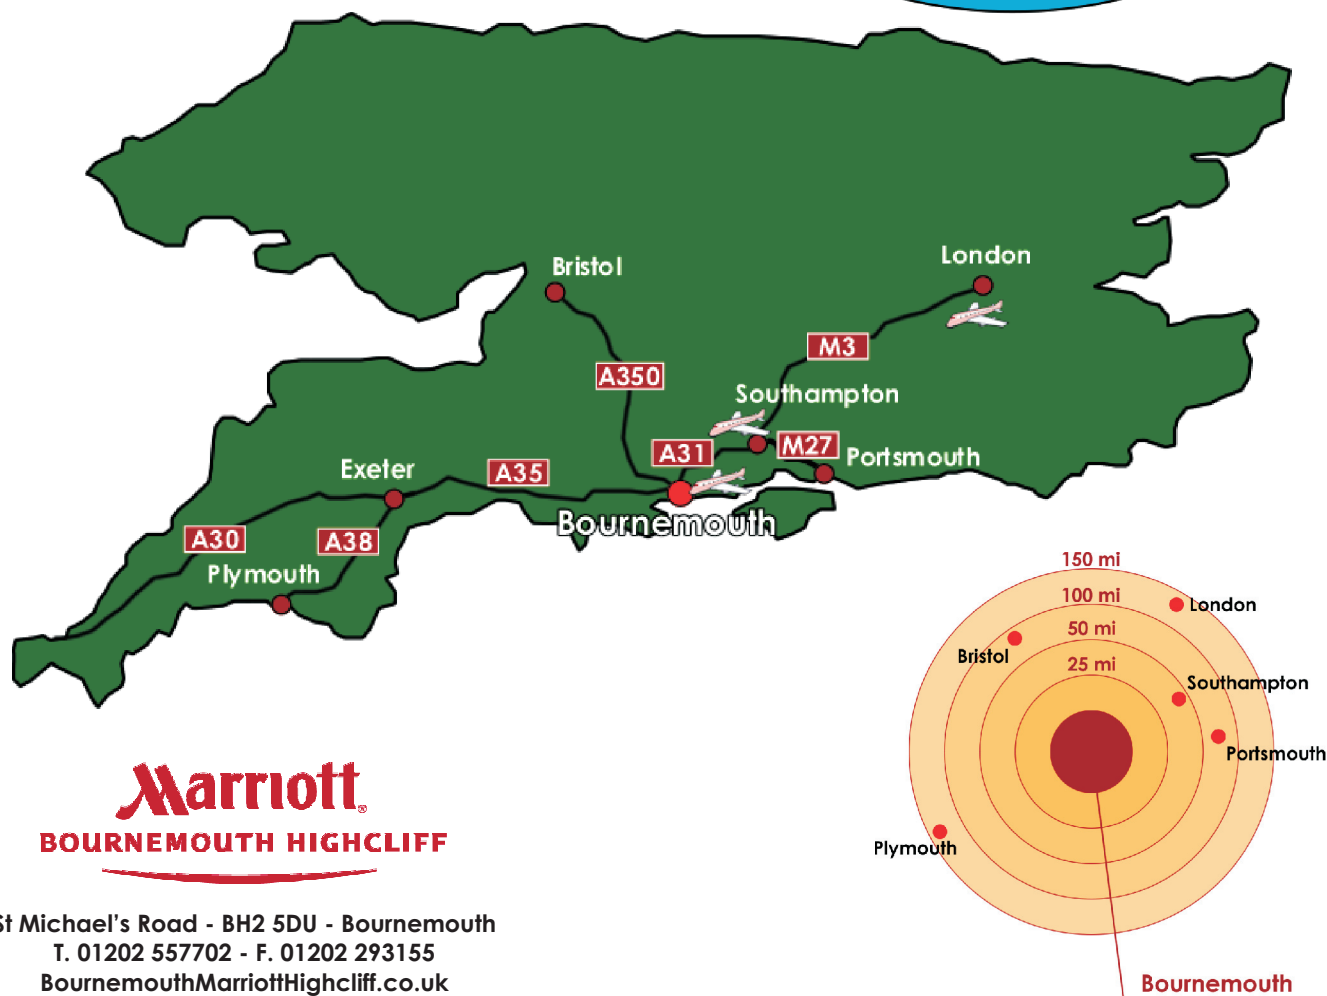 Bristol
London
M3
A350
Southampton
A31
M27
Portsmouth
Exeter
A35
Bournemouth
A30
A38
Plymouth
150 mi
100 mi
London
50 mi
Bristol
25 mi
Southampton
Portsmouth
Plymouth
Bournemouth
Marriott®
BOURNEMOUTH HIGHCLIFF
St Michael's Road - BH2 5DU - Bournemouth
T. 01202 557702 - F. 01202 293155
BournemouthMarriottHighcliff.co.uk